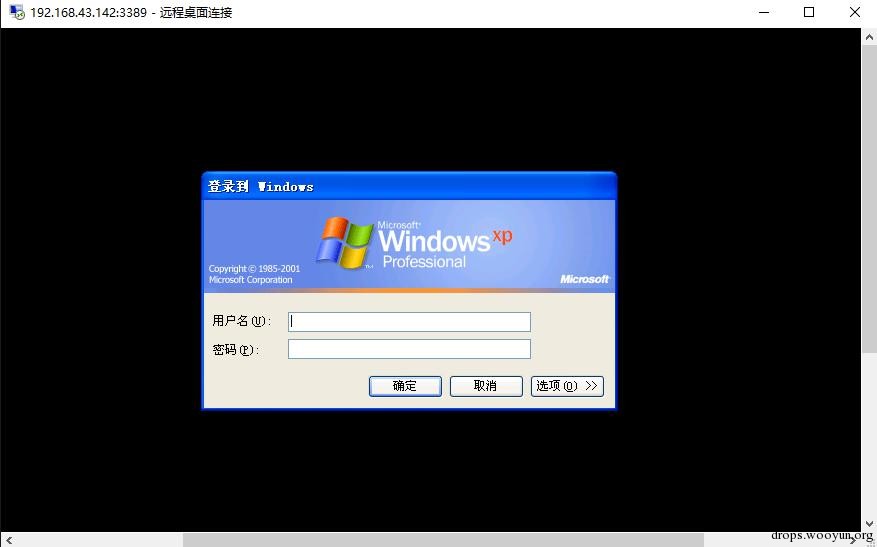 192.168.43.142:3389 - 远程桌面连接
登录到 Windows
Microsoft®
Windows xp
Professional
Copyright © 1985-2001
Microsoft Corporation
Microsoft®
用户名(U):
密码(P):
确定 取消 选项(O) >>
drops.wooyun.org